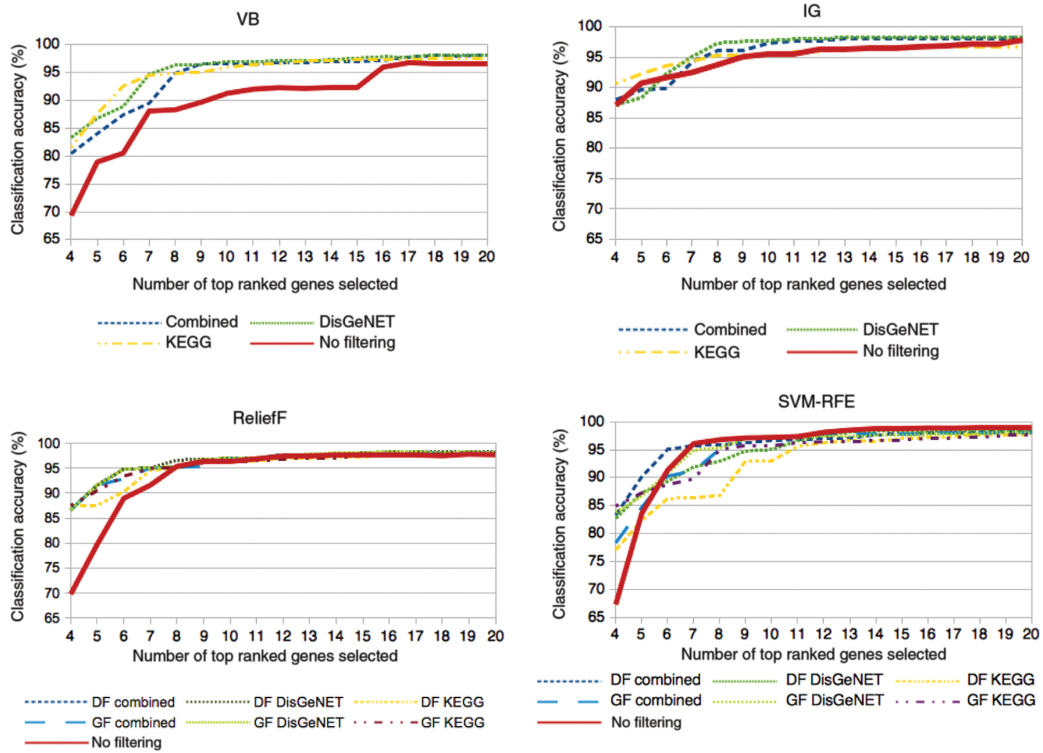 VB
Classification accuracy (%)
100
95
90
85
80
75
70
65
4 5 6 7 8 9 10 11 12 13 14 15 16 17 18 19 20
Number of top ranked genes selected
Combined DisGeNET
KEGG No filtering
IG
Classification accuracy (%)
100
95
90
85
80
75
70
65
4 5 6 7 8 9 10 11 12 13 14 15 16 17 18 19 20
Number of top ranked genes selected
Combined DisGeNET
KEGG No filtering
ReliefF
Classification accuracy (%)
100
95
90
85
80
75
70
65
4 5 6 7 8 9 10 11 12 13 14 15 16 17 18 19 20
Number of top ranked genes selected
DF combined DF DisGeNET DF KEGG
GF combined GF DisGeNET GF KEGG
No filtering
SVM-RFE
Classification accuracy (%)
100
95
90
85
80
75
70
65
4 5 6 7 8 9 10 11 12 13 14 15 16 17 18 19 20
Number of top ranked genes selected
DF combined DF DisGeNET DF KEGG
GF combined GF DisGeNET GF KEGG
No filtering